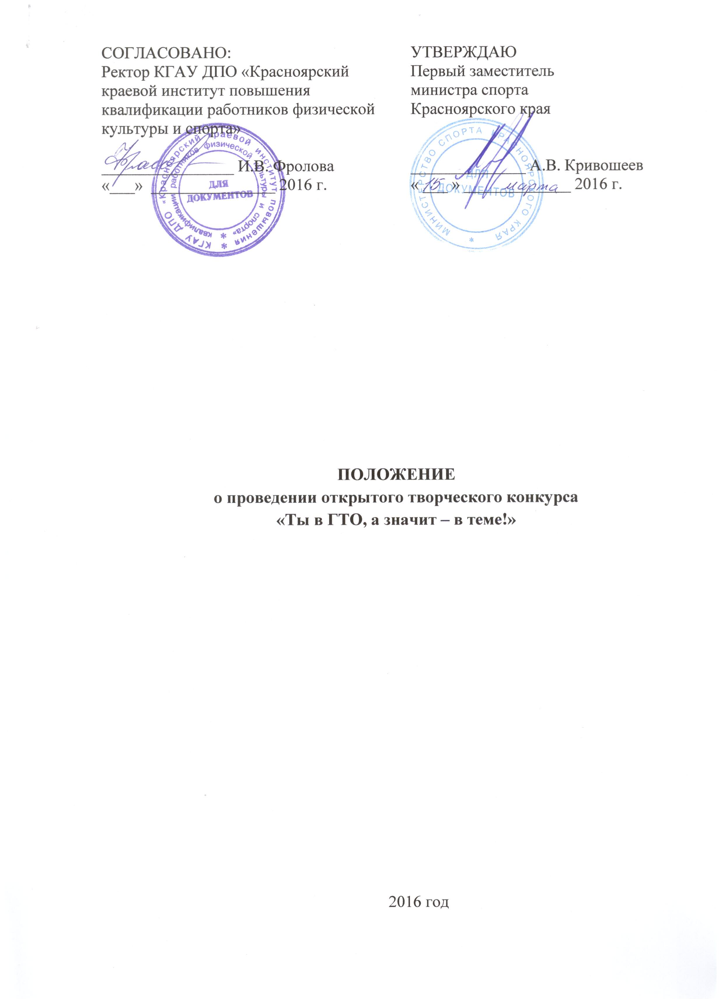 СОГЛАСОВАНО:
Ректор КГАУ ДПО «Красноярский
краевой институт повышения
квалификации работников физической
культуры и спорта»
________________ И.В. Фролова
«___» _______________ 2016 г.
КГАУ ДПО «Красноярский краевой институт повышения
квалификации работников физической культуры и спорта»
ДЛЯ
ДОКУМЕНТОВ
УТВЕРЖДАЮ
Первый заместитель
министра спорта
Красноярского края
______________ А.В. Кривошеев
«15» марта 2016 г.
МИНИСТЕРСТВО СПОРТА КРАСНОЯРСКОГО КРАЯ
ДЛЯ
ДОКУМЕНТОВ
ПОЛОЖЕНИЕ
о проведении открытого творческого конкурса
«Ты в ГТО, а значит – в теме!»
2016 год